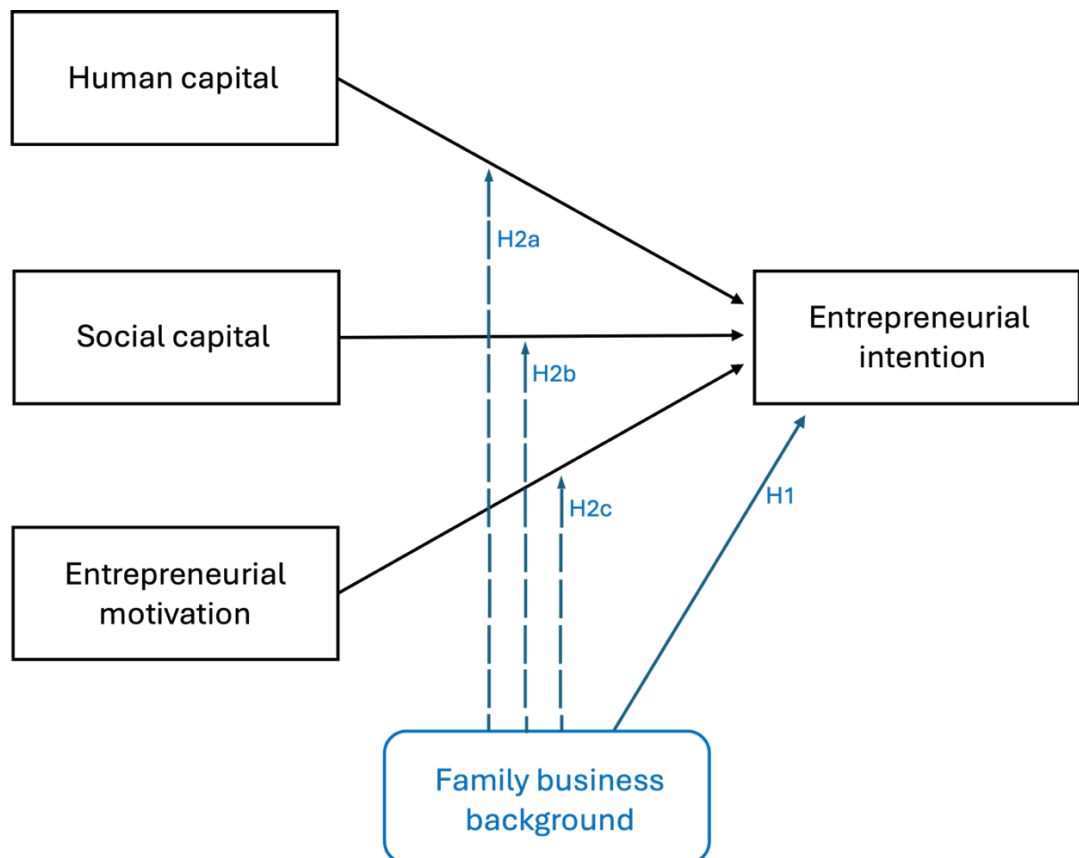 Human capital
H2a
Social capital
Entrepreneurial
intention
H2b
H1
H2c
Entrepreneurial
motivation
Family business
background